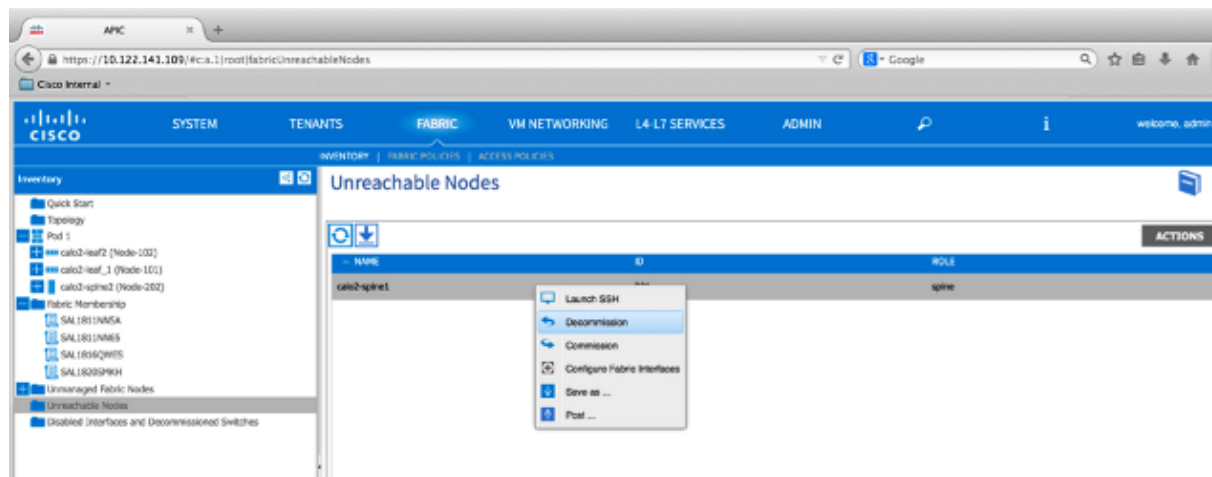 APIC
https://10.122.141.109/#c:a.1|root|fabricUnreachableNodes
Google
Cisco Internal
CISCO
SYSTEM
TENANTS
FABRIC
VM NETWORKING
L4-L7 SERVICES
ADMIN
welcome, admin
INVENTORY | FABRIC POLICIES | ACCESS POLICIES
Inventory
Quick Start
Topology
Pod 1
calo2-leaf2 (Node-102)
calo2-leaf_1 (Node-101)
calo2-spine2 (Node-202)
Fabric Membership
Unmanaged Fabric Nodes
Unreachable Nodes
Disabled Interfaces and Decommissioned Switches
Unreachable Nodes
ACTIONS
NAME
ID
ROLE
calo2-spine1
spine
Launch SSH
Decommission
Commission
Configure Fabric Interfaces
Save as ...
Post ...